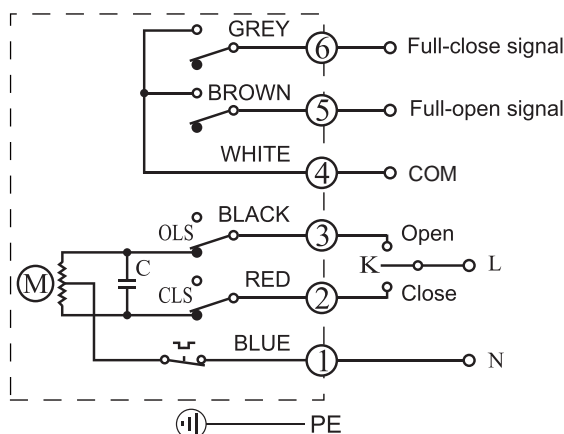 GREY 6 Full-close signal
BROWN 5 Full-open signal
WHITE 4 COM
OLS BLACK 3 Open
K L
M C
CLS RED 2 Close
BLUE 1 N
PE